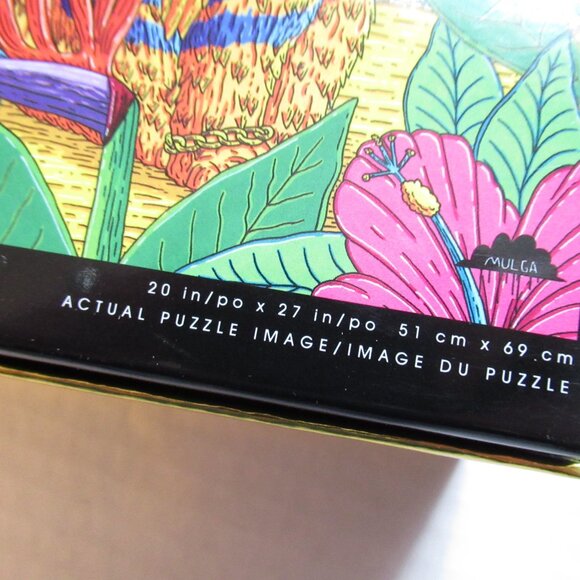 MULGA
20 in/po x 27 in/po 51 cm x 69 cm
ACTUAL PUZZLE IMAGE/IMAGE DU PUZZLE